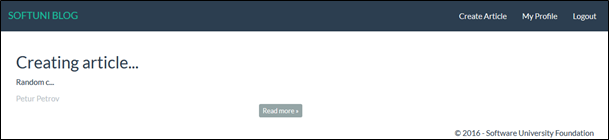 SOFTUNI BLOG
Create Article My Profile Logout
Creating article...
Random c...
Petur Petrov
Read more »
© 2016 - Software University Foundation